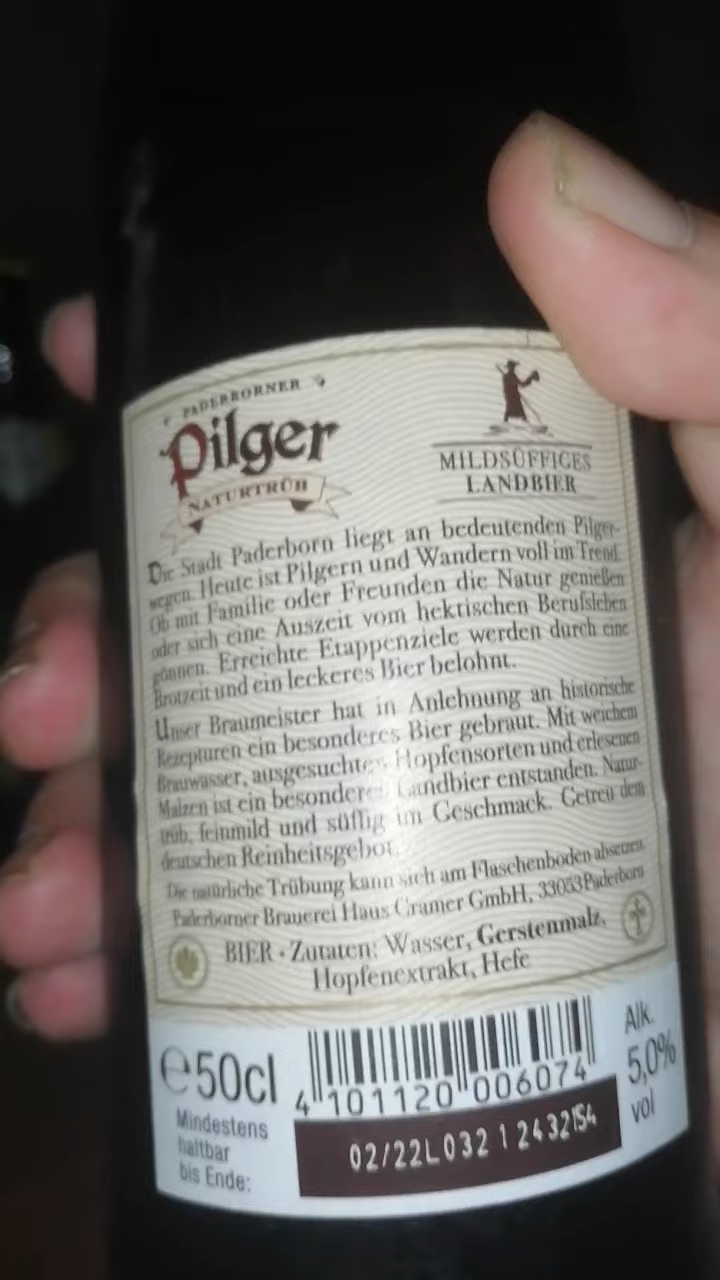 PADERBORNER
Pilger
NATURTRÜB
MILDSÜFFIGES
LANDBIER
Die Stadt Paderborn liegt an bedeutenden Pilger-
wegen. Heute ist Pilgern und Wandern voll im Trend.
Ob mit Familie oder Freunden die Natur genießen
oder sich eine Auszeit vom hektischen Berufsleben
gönnen. Erreichte Etappenziele werden durch eine
Brotzeit und ein leckeres Bier belohnt.
Unser Braumeister hat in Anlehnung an historische
Rezepturen ein besonderes Bier gebraut. Mit weichem
Brauwasser, ausgesuchten Hopfensorten und erlesenen
Malzen ist ein besonderes Landbier entstanden. Natur-
trüb, feinmild und süffig im Geschmack. Getreu dem
deutschen Reinheitsgebot.
Die natürliche Trübung kann sich am Flaschenboden absetzen.
Paderborner Brauerei Haus Cramer GmbH, 33053 Paderborn
BIER · Zutaten: Wasser, Gerstenmalz,
Hopfenextrakt, Hefe
e50cl
4 101120 006074
Alk.
5,0%
vol
Mindestens
haltbar
bis Ende:
02/22L032 1 2432154